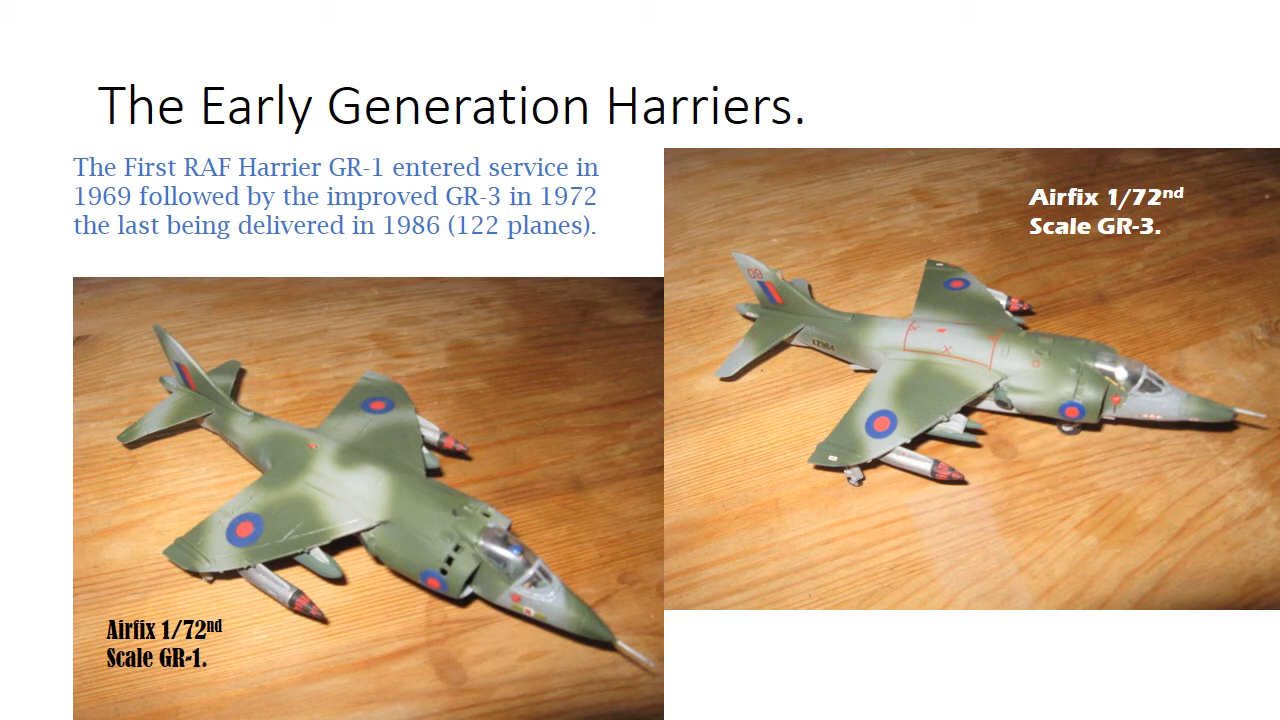 The Early Generation Harriers.
The First RAF Harrier GR-1 entered service in
1969 followed by the improved GR-3 in 1972
the last being delivered in 1986 (122 planes).
Airfix 1/72nd
Scale GR-3.
09
Airfix 1/72nd
Scale GR-1.